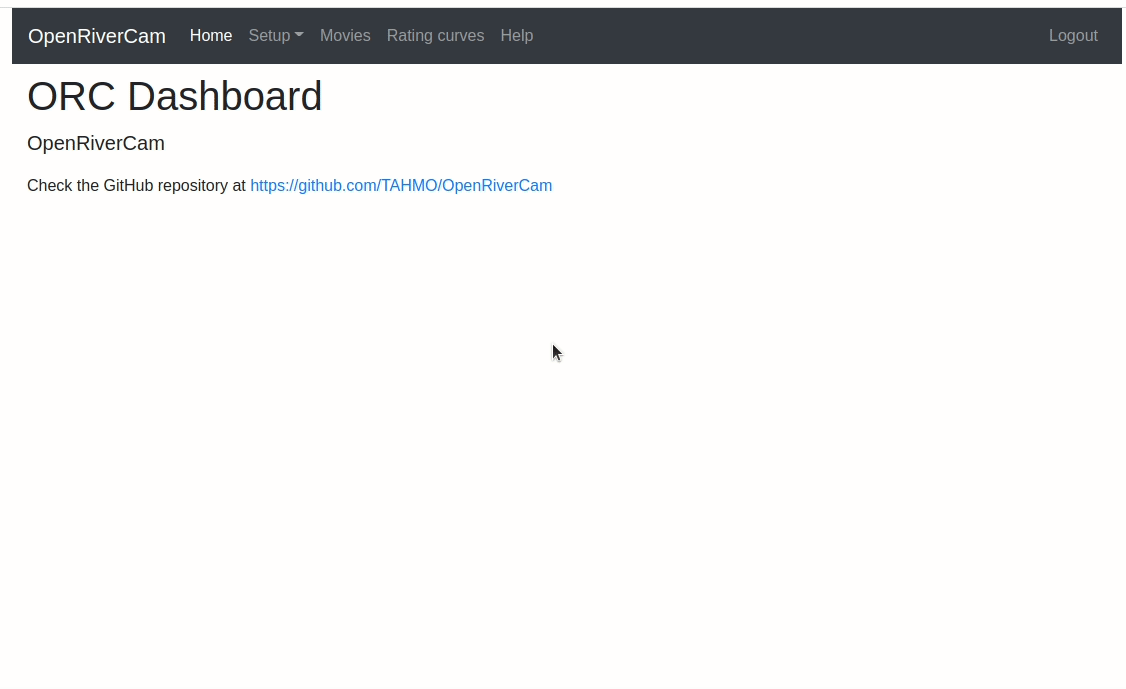 OpenRiverCam Home Setup Movies Rating curves Help Logout
ORC Dashboard
OpenRiverCam
Check the GitHub repository at https://github.com/TAHMO/OpenRiverCam